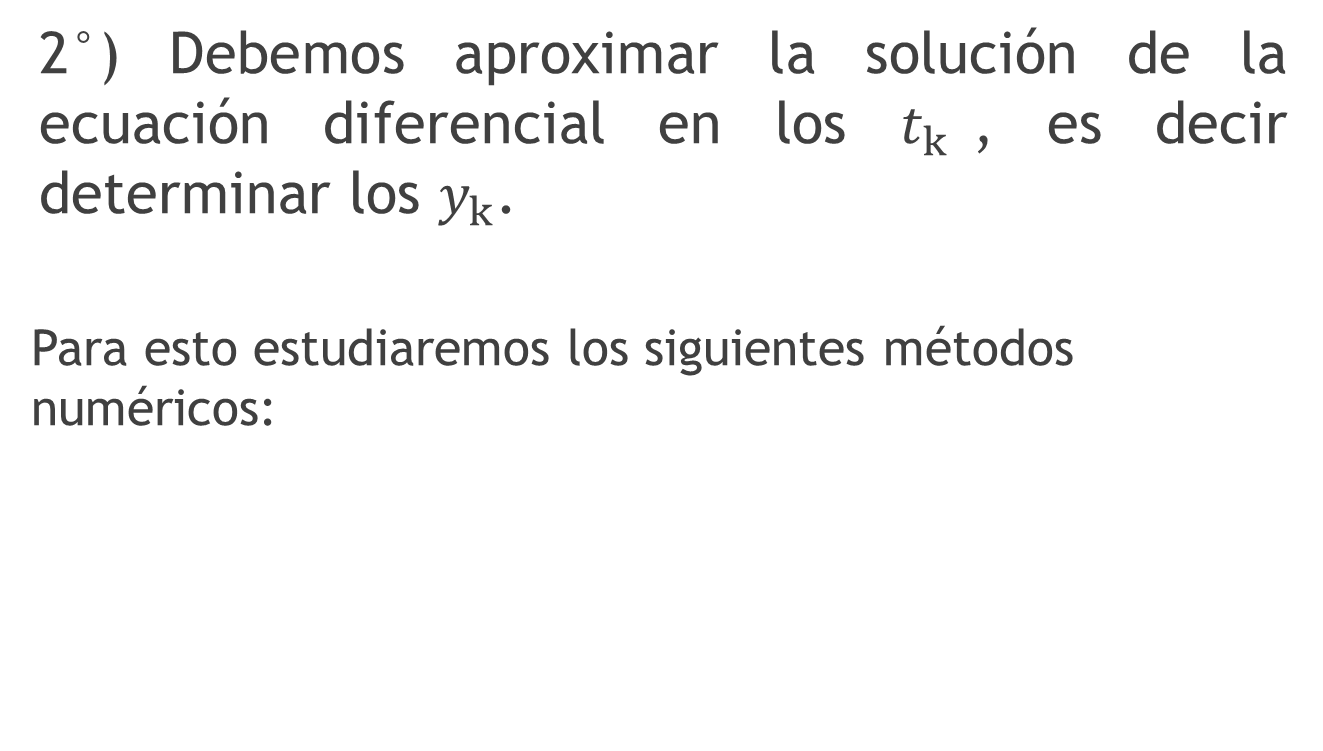 2°) Debemos aproximar la solución de la
ecuación diferencial en los tₖ , es decir
determinar los yₖ.
Para esto estudiaremos los siguientes métodos
numéricos: